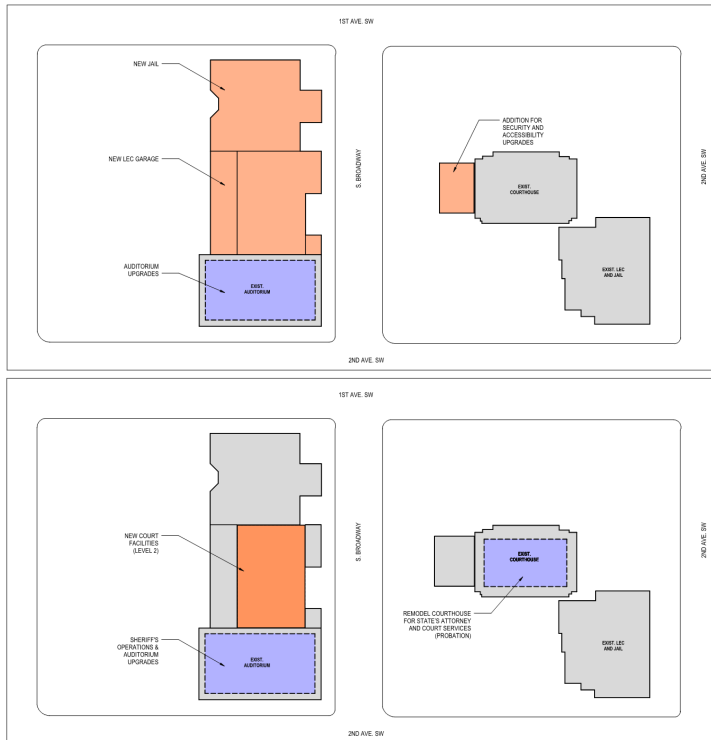 1ST AVE. SW
NEW JAIL
NEW LEC GARAGE
AUDITORIUM
UPGRADES
EXIST.
AUDITORIUM
S. BROADWAY
ADDITION FOR
SECURITY AND
ACCESSIBILITY
UPGRADES
EXIST.
COURTHOUSE
EXIST. LEC
AND JAIL
2ND AVE. SW
2ND AVE. SW
1ST AVE. SW
NEW COURT
FACILITIES
(LEVEL 2)
SHERIFF'S
OPERATIONS &
AUDITORIUM
UPGRADES
EXIST.
AUDITORIUM
S. BROADWAY
EXIST.
COURTHOUSE
REMODEL COURTHOUSE
FOR STATE'S ATTORNEY
AND COURT SERVICES
(PROBATION)
EXIST. LEC
AND JAIL
2ND AVE. SW
2ND AVE. SW